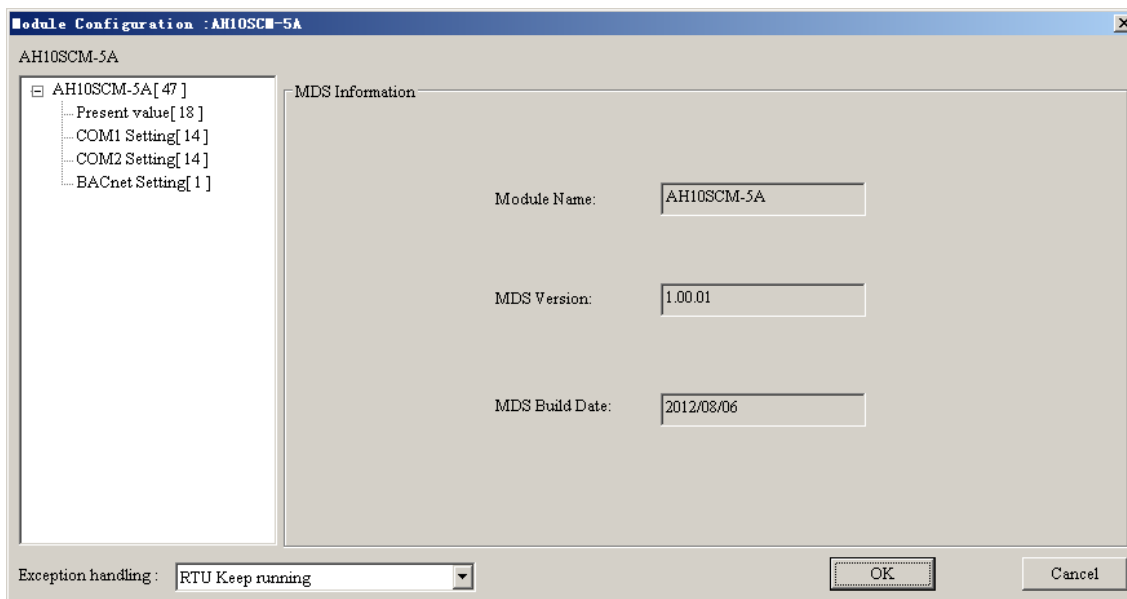 Module Configuration :AH10SCM-5A
AH10SCM-5A
AH10SCM-5A[ 47 ]
Present value[ 18 ]
COM1 Setting[ 14 ]
COM2 Setting[ 14 ]
BACnet Setting[ 1 ]
MDS Information
Module Name: AH10SCM-5A
MDS Version: 1.00.01
MDS Build Date: 2012/08/06
Exception handling : RTU Keep running
OK Cancel